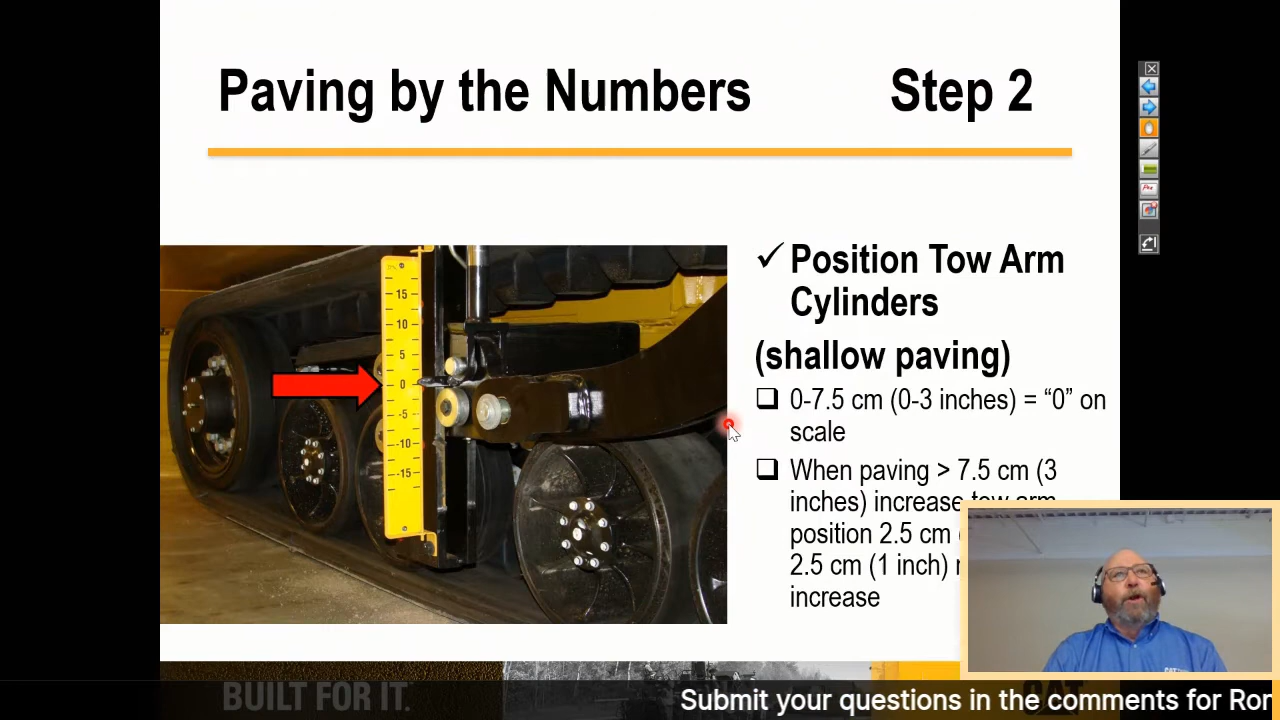 Paving by the Numbers Step 2
15
10
5
0
-5
-10
-15
Position Tow Arm
Cylinders
(shallow paving)
0-7.5 cm (0-3 inches) = “0” on
scale
When paving > 7.5 cm (3
inches) increase tow arm
position 2.5 cm
2.5 cm (1 inch)
increase
BUILT FOR IT.
Submit your questions in the comments for Ror